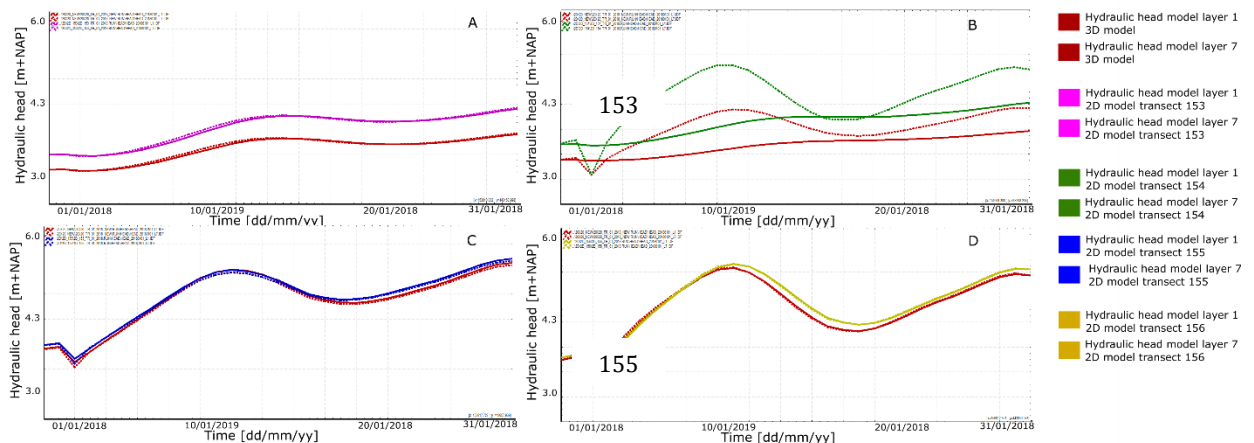 A
Hydraulic head [m+NAP]
6.0
4.3
3.0
01/01/2018
10/01/2019
20/01/2018
31/01/2018
Time [dd/mm/yy]
B
Hydraulic head [m+NAP]
6.0
4.3
3.0
153
01/01/2018
10/01/2019
20/01/2018
31/01/2018
Time [dd/mm/yy]
C
Hydraulic head [m+NAP]
6.0
4.3
3.0
01/01/2018
10/01/2019
20/01/2018
31/01/2018
Time [dd/mm/yy]
D
Hydraulic head [m+NAP]
6.0
4.3
3.0
155
01/01/2018
10/01/2019
20/01/2018
31/01/2018
Time [dd/mm/yy]
Hydraulic head model layer 1
3D model
Hydraulic head model layer 7
3D model
Hydraulic head model layer 1
2D model transect 153
Hydraulic head model layer 7
2D model transect 153
Hydraulic head model layer 1
2D model transect 154
Hydraulic head model layer 7
2D model transect 154
Hydraulic head model layer 1
2D model transect 155
Hydraulic head model layer 7
2D model transect 155
Hydraulic head model layer 1
2D model transect 156
Hydraulic head model layer 7
2D model transect 156